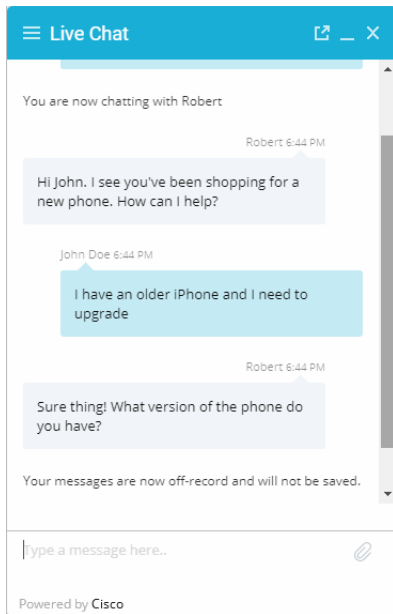 Live Chat
You are now chatting with Robert
Robert 6:44 PM
Hi John. I see you've been shopping for a
new phone. How can I help?
John Doe 6:44 PM
I have an older iPhone and I need to
upgrade
Robert 6:44 PM
Sure thing! What version of the phone do
you have?
Your messages are now off-record and will not be saved.
Type a message here..
Powered by Cisco